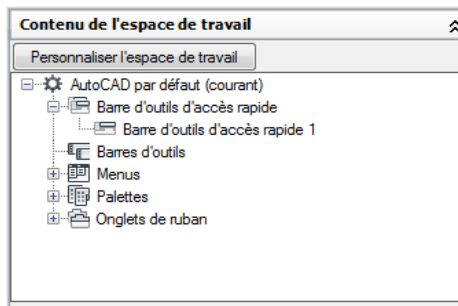 Contenu de l'espace de travail
Personnaliser l'espace de travail
AutoCAD par défaut (courant)
Barre d'outils d'accès rapide
Barre d'outils d'accès rapide 1
Barres d'outils
Menus
Palettes
Onglets de ruban